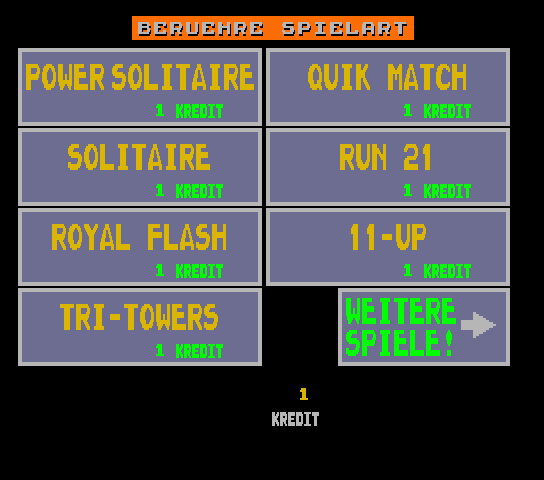 BERUEHRE SPIELART
POWER SOLITAIRE
1 KREDIT
QUIK MATCH
1 KREDIT
SOLITAIRE
1 KREDIT
RUN 21
1 KREDIT
ROYAL FLASH
1 KREDIT
11-UP
1 KREDIT
TRI-TOWERS
1 KREDIT
WEITERE
SPIELE!
1
KREDIT